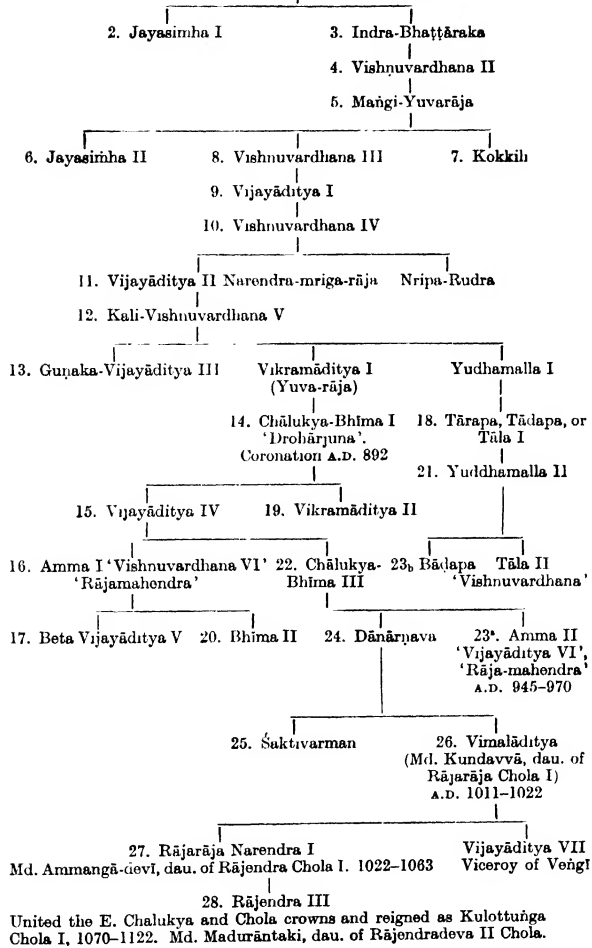 2. Jayasimha I 3. Indra-Bhaṭṭāraka
4. Vishṇuvardhana II
5. Maṅgi-Yuvarāja
6. Jayasiṁha II 8. Vishnuvardhana III 7. Kokkili
9. Vijayāditya I
10. Vishnuvardhana IV
11. Vijayāditya II Narendra-mriga-rāja Nripa-Rudra
12. Kali-Vishnuvardhana V
13. Guṇaka-Vijayāditya III Vikramāditya I Yudhamalla I
(Yuva-rāja)
14. Chālukya-Bhīma I 18. Tārapa, Tādapa, or
'Drohārjuna'. Tāla I
Coronation A.D. 892
21. Yuddhamalla II
15. Vijayāditya IV 19. Vikramāditya II
16. Amma I 'Vishnuvardhana VI' 22. Chālukya- 23b Bādapa Tāla II
'Rājamahendra' Bhīma III 'Vishnuvardhana'
17. Beta Vijayāditya V 20. Bhīma II 24. Dānārṇava 23ª. Amma II
'Vijayāditya VI',
'Rāja-mahendra'
A.D. 945–970
25. Śaktivarman 26. Vimalāditya
(Md. Kundavvā, dau. of
Rājarāja Chola I)
A.D. 1011–1022
27. Rājarāja Narendra I Vijayāditya VII
Md. Ammangā-devī, dau. of Rājendra Chola I. 1022–1063 Viceroy of Veṅgī
28. Rājendra III
United the E. Chalukya and Chola crowns and reigned as Kulottuṅga
Chola I, 1070–1122. Md. Madurāntaki, dau. of Rājendradeva II Chola.